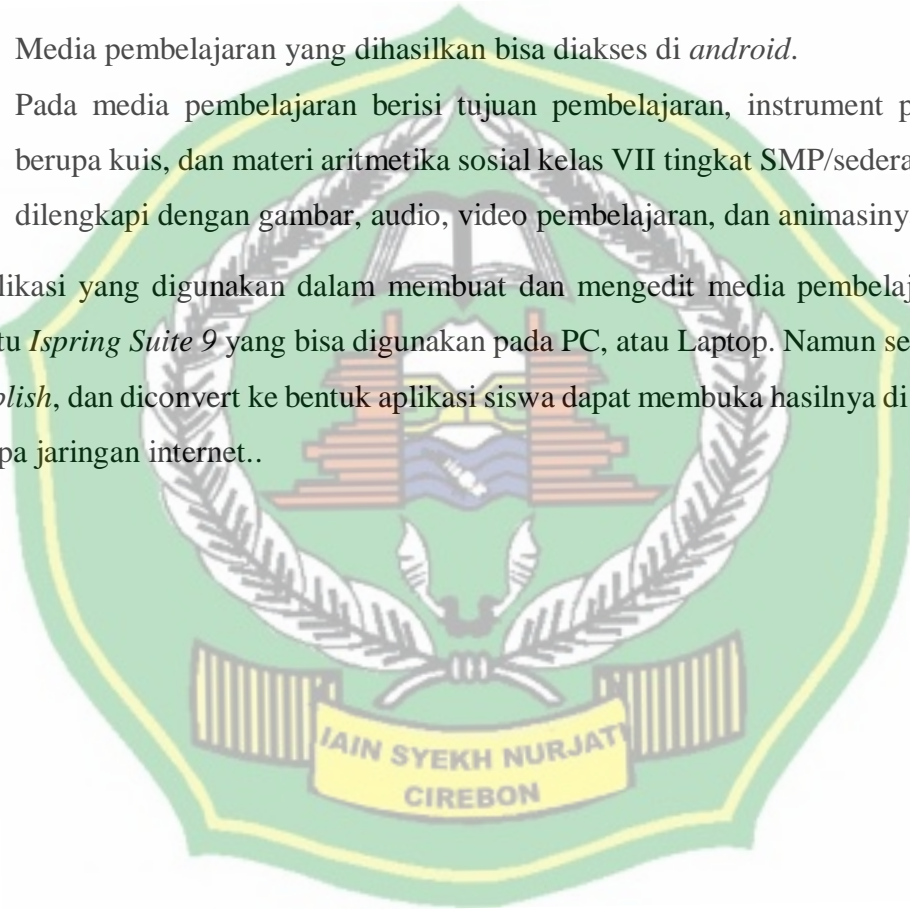 Media pembelajaran yang dihasilkan bisa diakses di android.
Pada media pembelajaran berisi tujuan pembelajaran, instrument p
berupa kuis, dan materi aritmetika sosial kelas VII tingkat SMP/sedera
dilengkapi dengan gambar, audio, video pembelajaran, dan animasiny
likasi yang digunakan dalam membuat dan mengedit media pembelaj
tu Ispring Suite 9 yang bisa digunakan pada PC, atau Laptop. Namun se
blish, dan diconvert ke bentuk aplikasi siswa dapat membuka hasilnya di
pa jaringan internet..
IAIN SYEKH NURJATI
CIREBON